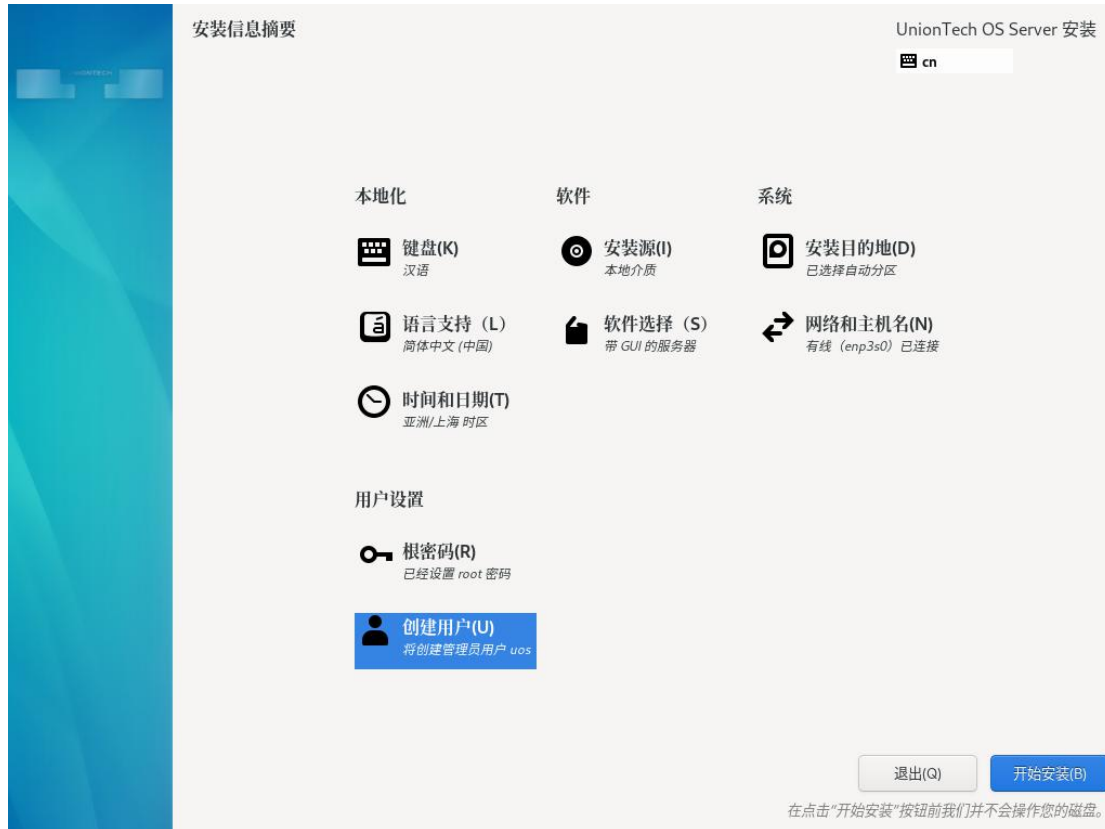 安装信息摘要
UnionTech OS Server 安装
cn
本地化
软件
系统
键盘(K)
汉语
安装源(I)
本地介质
安装目的地(D)
已选择自动分区
语言支持（L）
简体中文 (中国)
软件选择（S）
带 GUI 的服务器
网络和主机名(N)
有线（enp3s0）已连接
时间和日期(T)
亚洲/上海 时区
用户设置
根密码(R)
已经设置 root 密码
创建用户(U)
将创建管理员用户 uos
退出(Q)
开始安装(B)
在点击"开始安装"按钮前我们并不会操作您的磁盘。